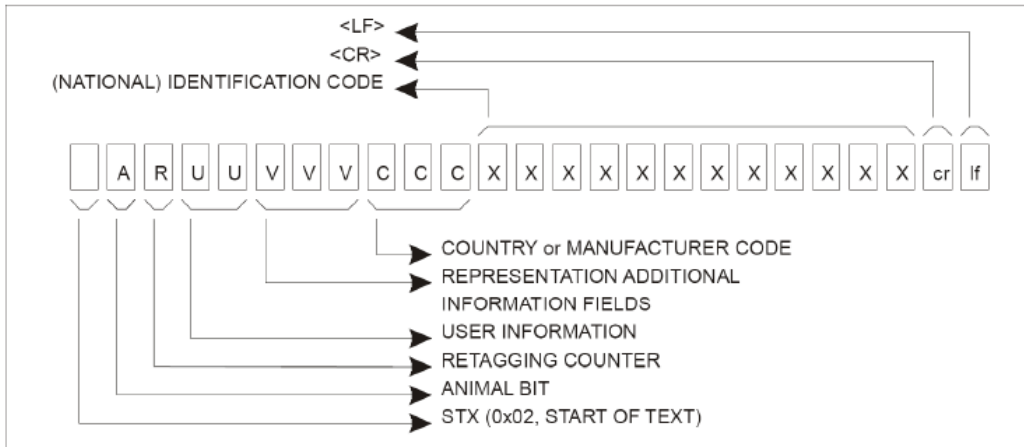 <LF>
<CR>
(NATIONAL) IDENTIFICATION CODE
A R U U V V V C C C X X X X X X X X X X X X cr lf
COUNTRY or MANUFACTURER CODE
REPRESENTATION ADDITIONAL
INFORMATION FIELDS
USER INFORMATION
RETAGGING COUNTER
ANIMAL BIT
STX (0x02, START OF TEXT)